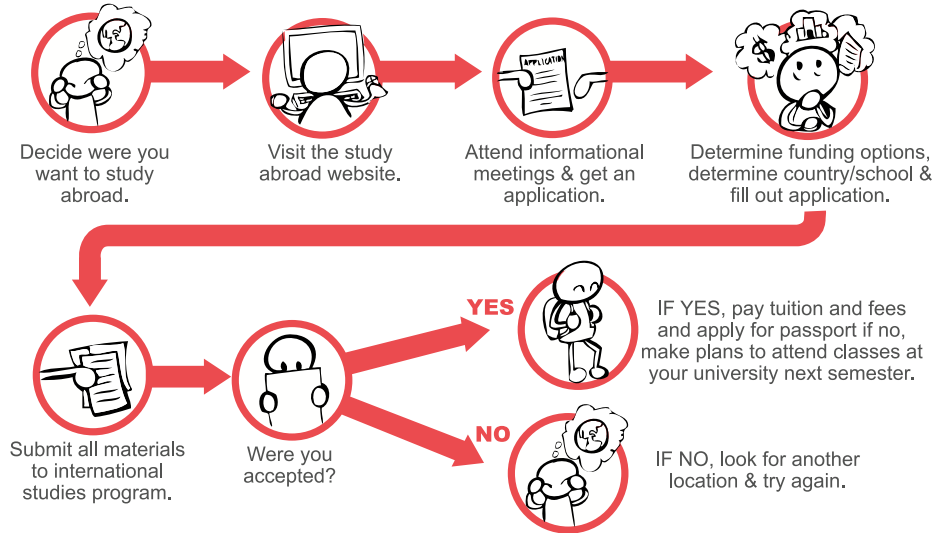 Decide were you
want to study
abroad.
Visit the study
abroad website.
APPLICATION
Attend informational
meetings & get an
application.
Determine funding options,
determine country/school &
fill out application.
$
Submit all materials
to international
studies program.
Were you
accepted?
YES
IF YES, pay tuition and fees
and apply for passport if no,
make plans to attend classes at
your university next semester.
NO
IF NO, look for another
location & try again.